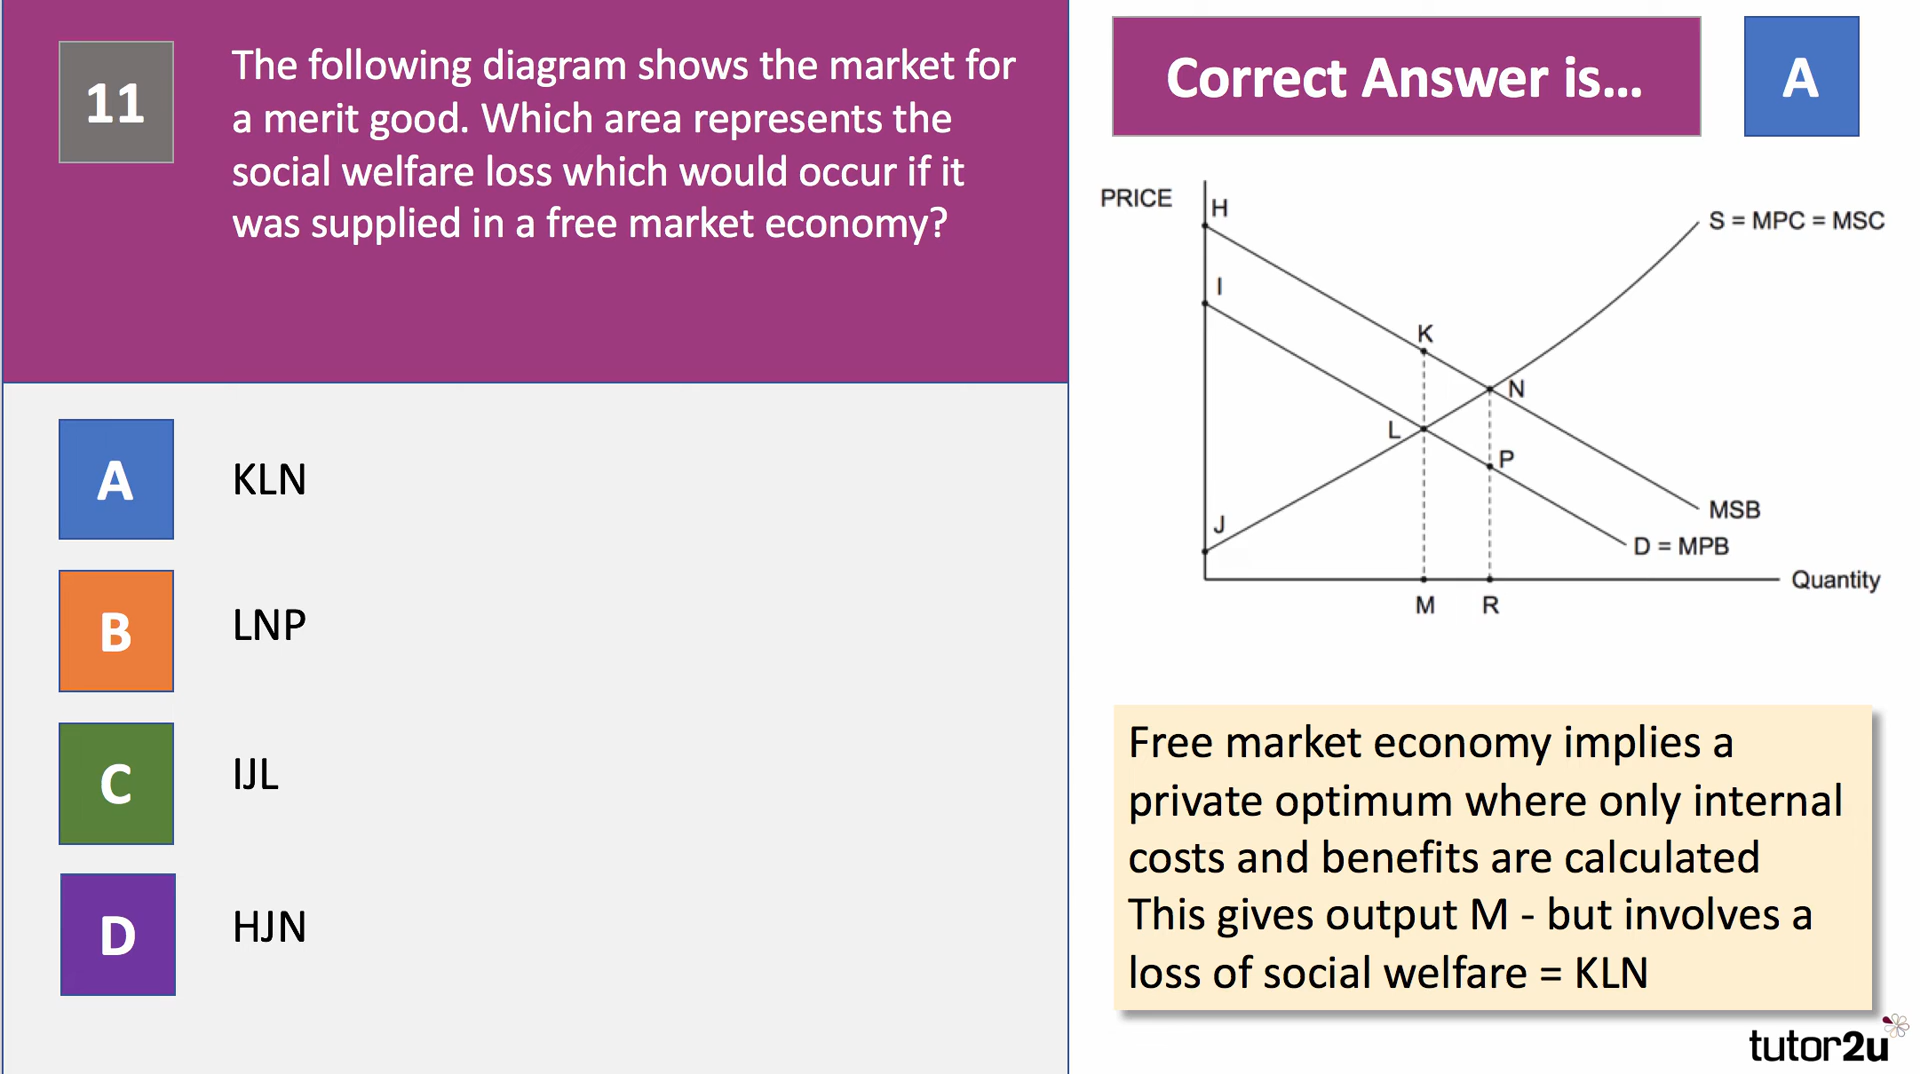 11
The following diagram shows the market for
a merit good. Which area represents the
social welfare loss which would occur if it
was supplied in a free market economy?
A
KLN
B
LNP
C
IJL
D
HJN
Correct Answer is...
A
PRICE
H
S = MPC = MSC
I
K
N
L
P
J
MSB
D = MPB
Quantity
M
R
Free market economy implies a
private optimum where only internal
costs and benefits are calculated
This gives output M - but involves a
loss of social welfare = KLN
tutor2u